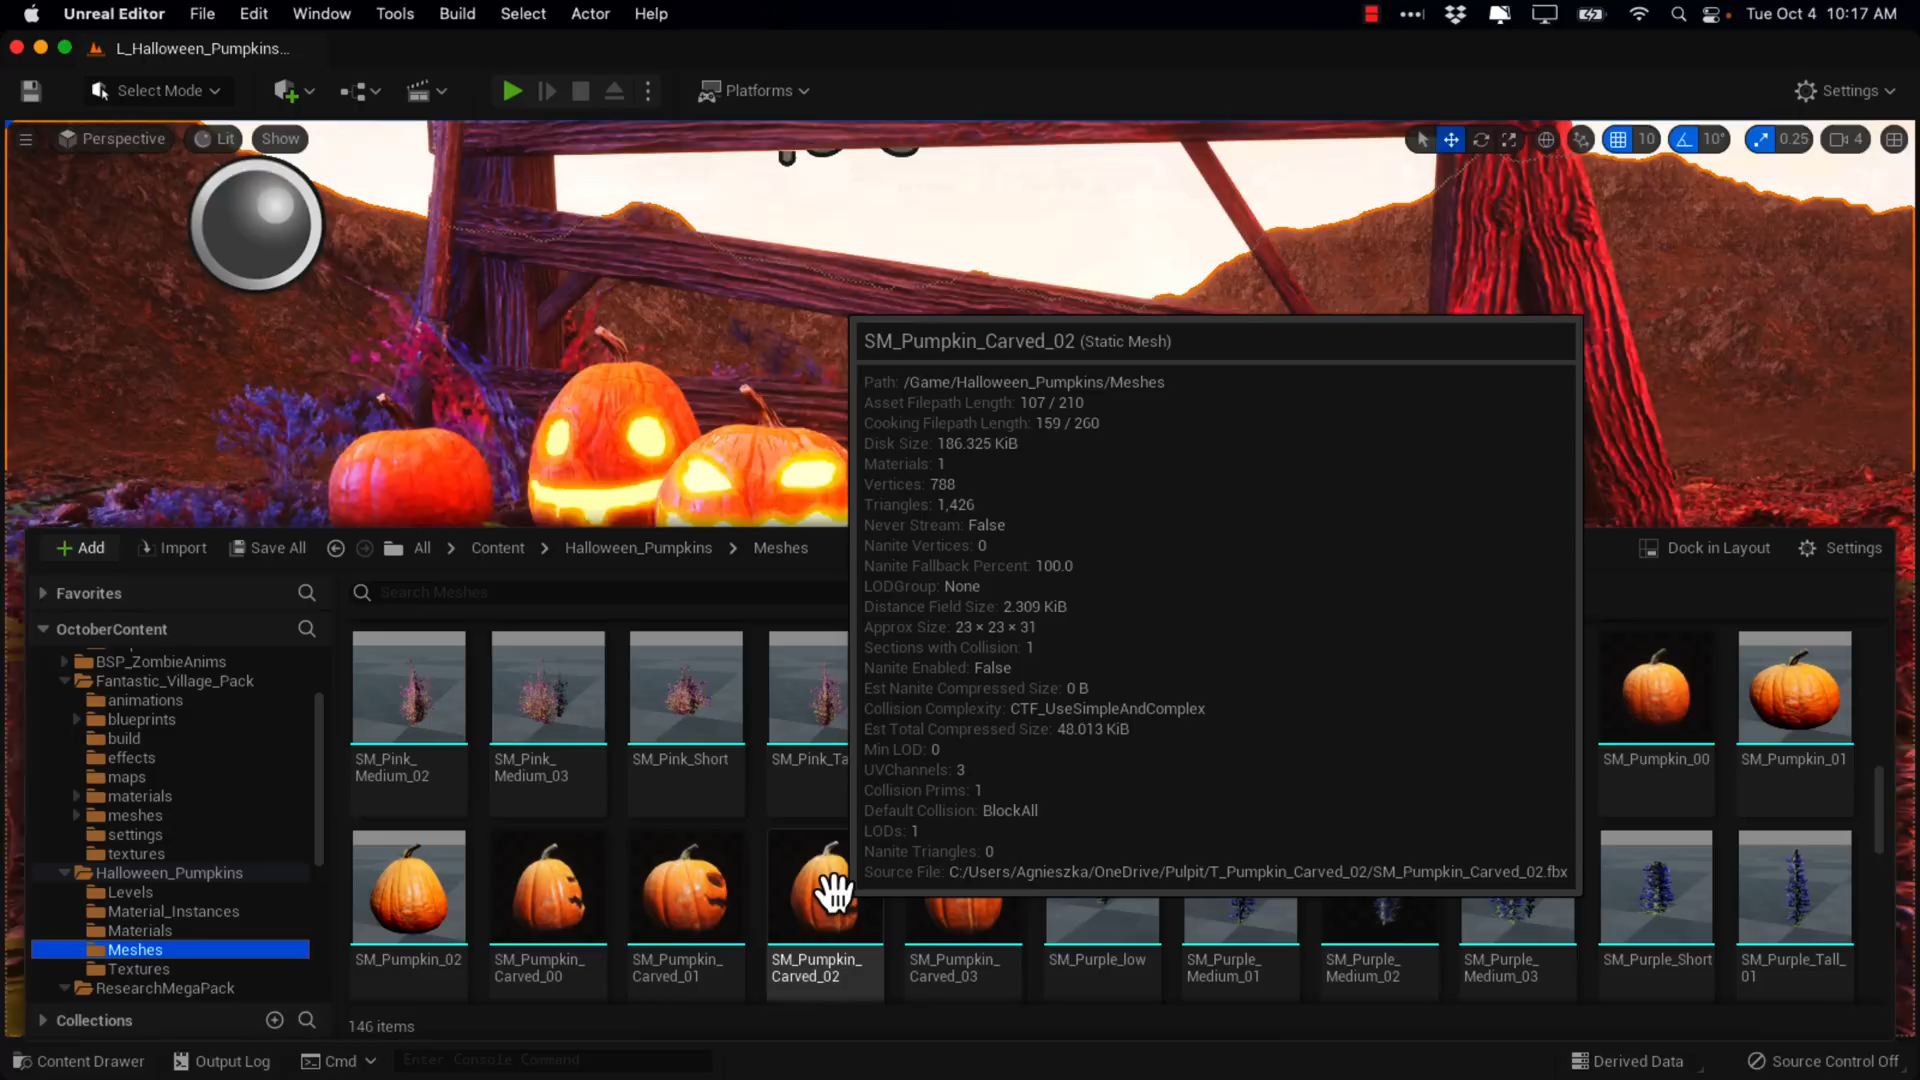 Unreal Editor File Edit Window Tools Build Select Actor Help Tue Oct 4 10:17 AM
L_Halloween_Pumpkins...
Select Mode Platforms Settings
Perspective Lit Show 10 10° 0.25 4
SM_Pumpkin_Carved_02 (Static Mesh)
Path: /Game/Halloween_Pumpkins/Meshes
Asset Filepath Length: 107 / 210
Cooking Filepath Length: 159 / 260
Disk Size: 186.325 KiB
Materials: 1
Vertices: 788
Triangles: 1,426
Never Stream: False
Nanite Vertices: 0
Nanite Fallback Percent: 100.0
LODGroup: None
Distance Field Size: 2.309 KiB
Approx Size: 23 × 23 × 31
Sections with Collision: 1
Nanite Enabled: False
Est Nanite Compressed Size: 0 B
Collision Complexity: CTF_UseSimpleAndComplex
Est Total Compressed Size: 48.013 KiB
Min LOD: 0
UVChannels: 3
Collision Prims: 1
Default Collision: BlockAll
LODs: 1
Nanite Triangles: 0
Source File: C:/Users/Agnieszka/OneDrive/Pulpit/T_Pumpkin_Carved_02/SM_Pumpkin_Carved_02.fbx
Add Import Save All All Content Halloween_Pumpkins Meshes Dock in Layout Settings
Favorites
Search Meshes
OctoberContent
BSP_ZombieAnims
Fantastic_Village_Pack
animations
blueprints
build
effects
maps
materials
meshes
settings
textures
Halloween_Pumpkins
Levels
Material_Instances
Materials
Meshes
Textures
ResearchMegaPack
Collections
SM_Pink_
Medium_02
SM_Pink_
Medium_03
SM_Pink_Short
SM_Pink_Ta
SM_Pumpkin_00
SM_Pumpkin_01
SM_Pumpkin_02
SM_Pumpkin_
Carved_00
SM_Pumpkin_
Carved_01
SM_Pumpkin_
Carved_02
SM_Pumpkin_
Carved_03
SM_Purple_low
SM_Purple_
Medium_01
SM_Purple_
Medium_02
SM_Purple_
Medium_03
SM_Purple_Short
SM_Purple_Tall_
01
146 items
Content Drawer Output Log Cmd Enter Console Command Derived Data Source Control Off